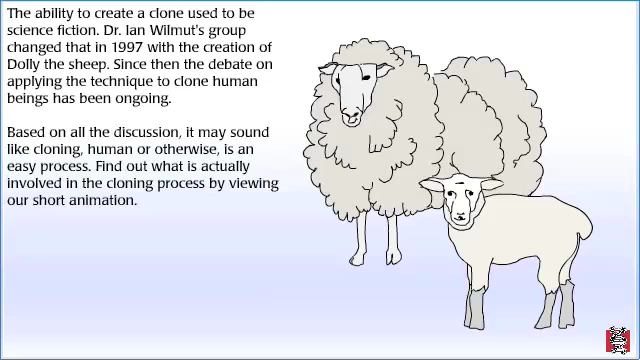 The ability to create a clone used to be
science fiction. Dr. Ian Wilmut's group
changed that in 1997 with the creation of
Dolly the sheep. Since then the debate on
applying the technique to clone human
beings has been ongoing.
Based on all the discussion, it may sound
like cloning, human or otherwise, is an
easy process. Find out what is actually
involved in the cloning process by viewing
our short animation.